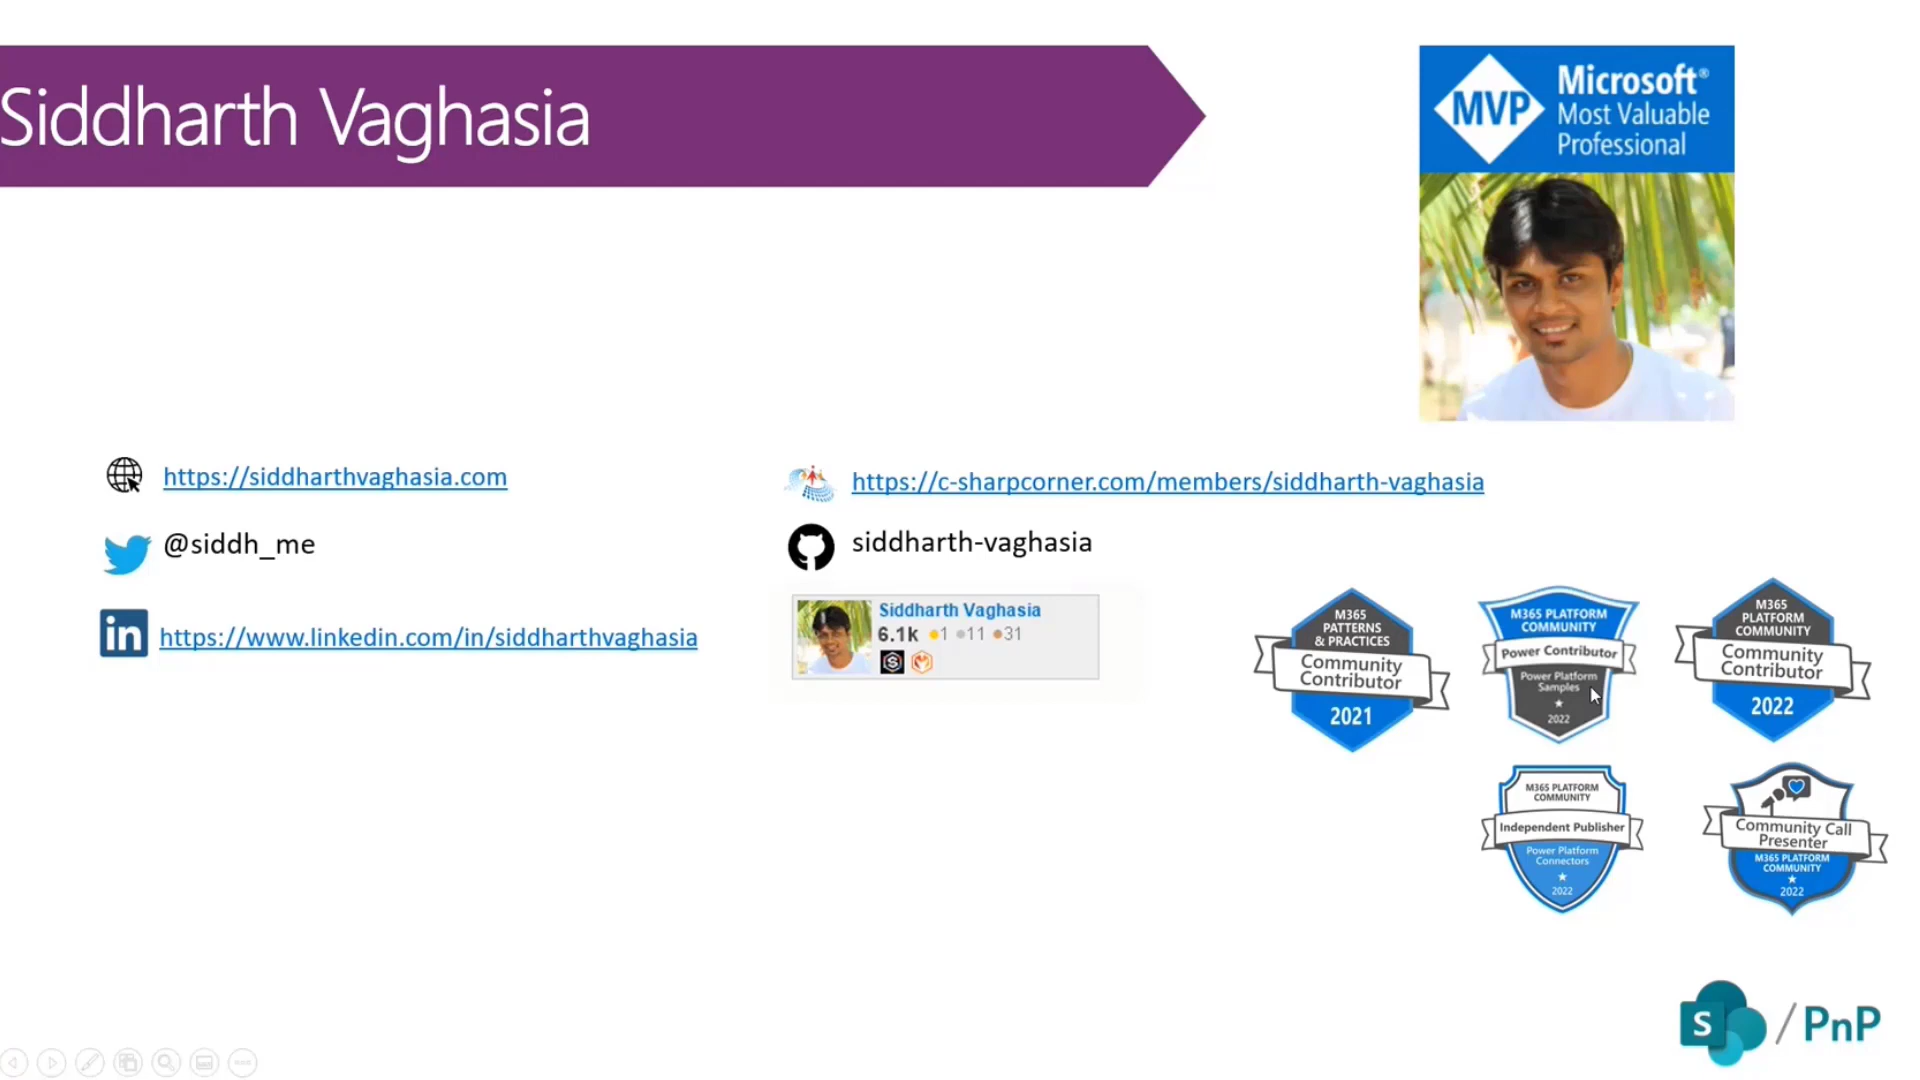 Siddharth Vaghasia
MVP
Microsoft®
Most Valuable
Professional
https://siddharthvaghasia.com
@siddh_me
in
https://www.linkedin.com/in/siddharthvaghasia
https://c-sharpcorner.com/members/siddharth-vaghasia
siddharth-vaghasia
Siddharth Vaghasia
6.1k 1 11 31
S
M365
PATTERNS
& PRACTICES
Community
Contributor
2021
M365 PLATFORM
COMMUNITY
Power Contributor
Power Platform
Samples
2022
M365
PLATFORM
COMMUNITY
Community
Contributor
2022
M365 PLATFORM
COMMUNITY
Independent Publisher
Power Platform
Connectors
2022
Community Call
Presenter
M365 PLATFORM
COMMUNITY
2022
S / PnP